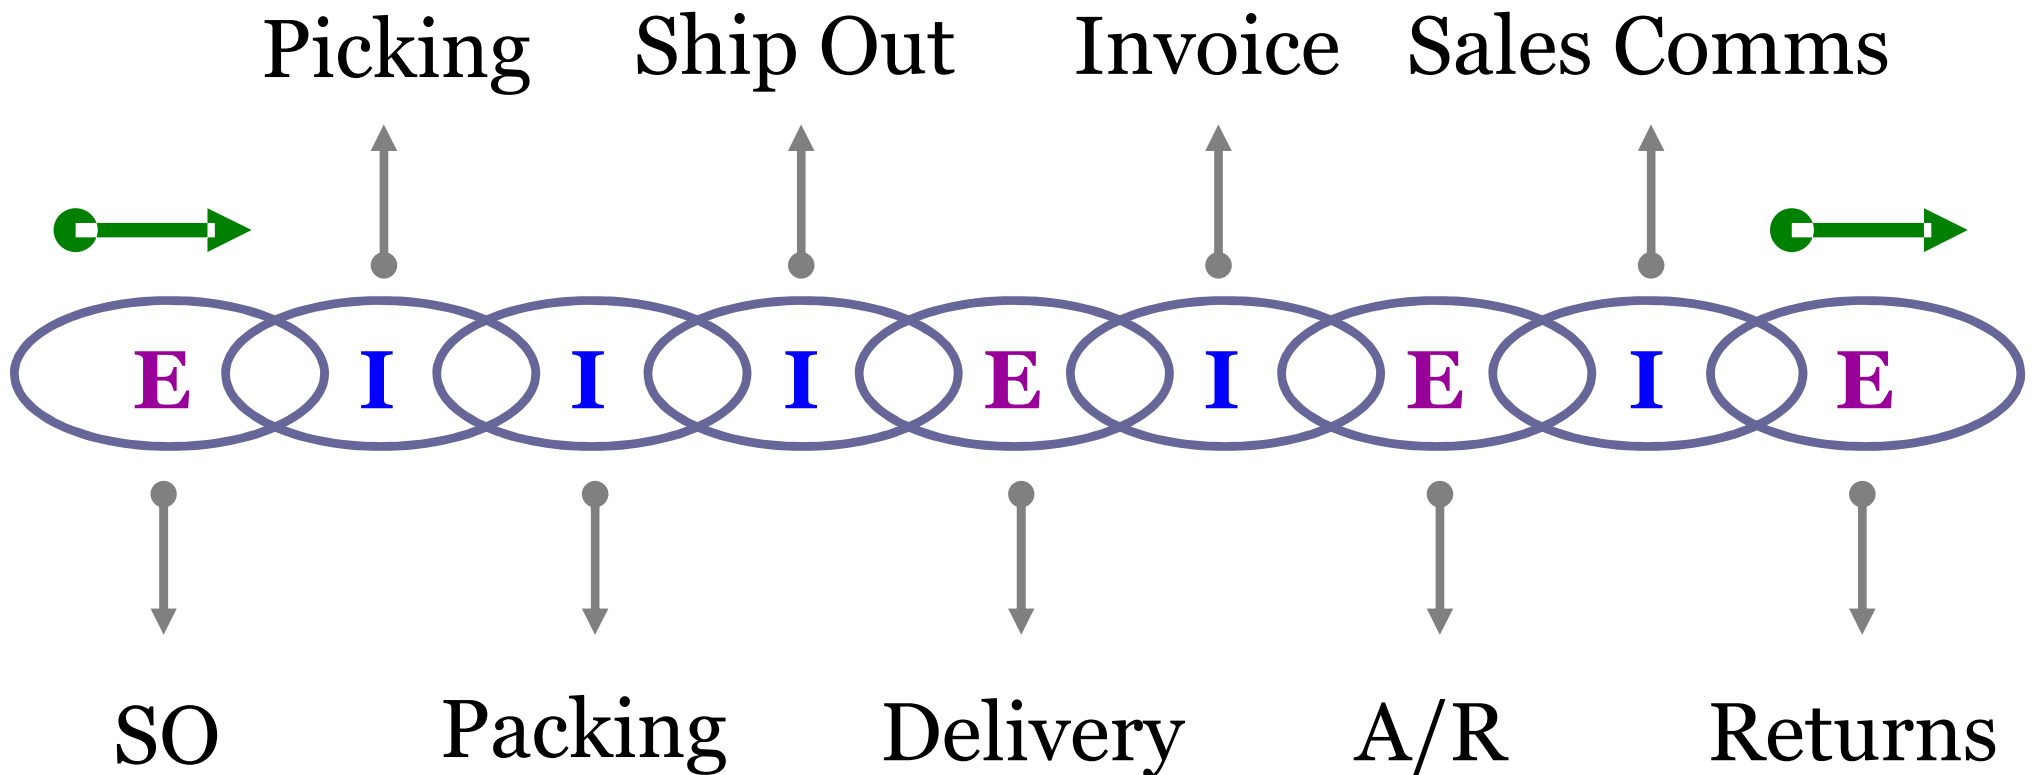 Picking Ship Out Invoice Sales Comms
E I I I E I E I E
SO Packing Delivery A/R Returns